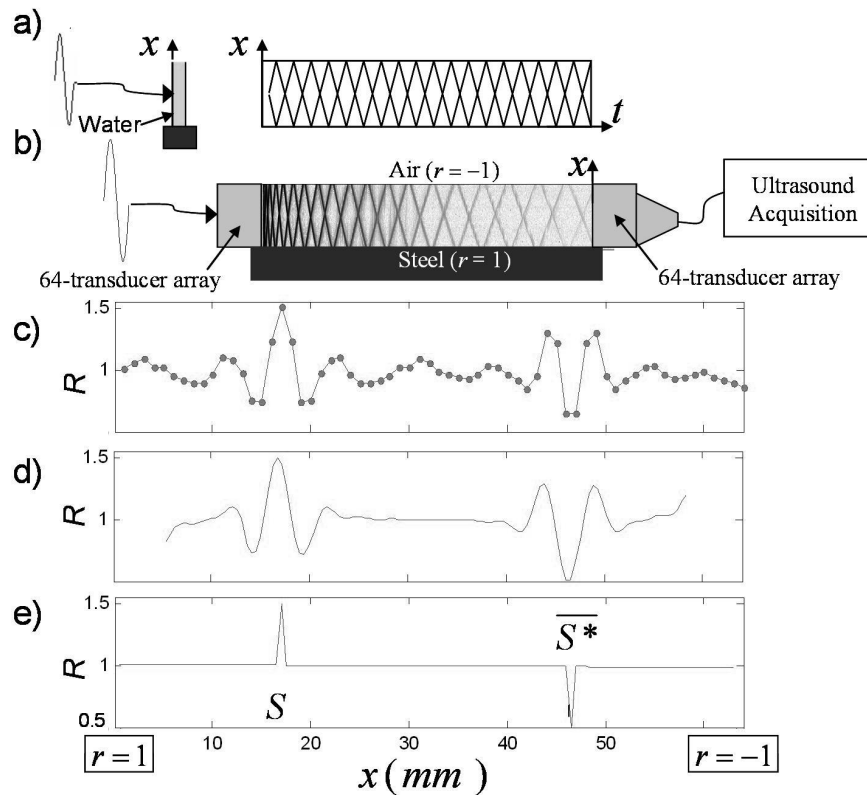 a)
x
x
Water
t
b)
Air (r = −1)
x
Ultrasound
Acquisition
64-transducer array
Steel (r = 1)
64-transducer array
c)
1.5
1
R
d)
1.5
1
R
e)
1.5
1
0.5
R
S
S*
r = 1
10
20
30
40
50
r = −1
x (mm)